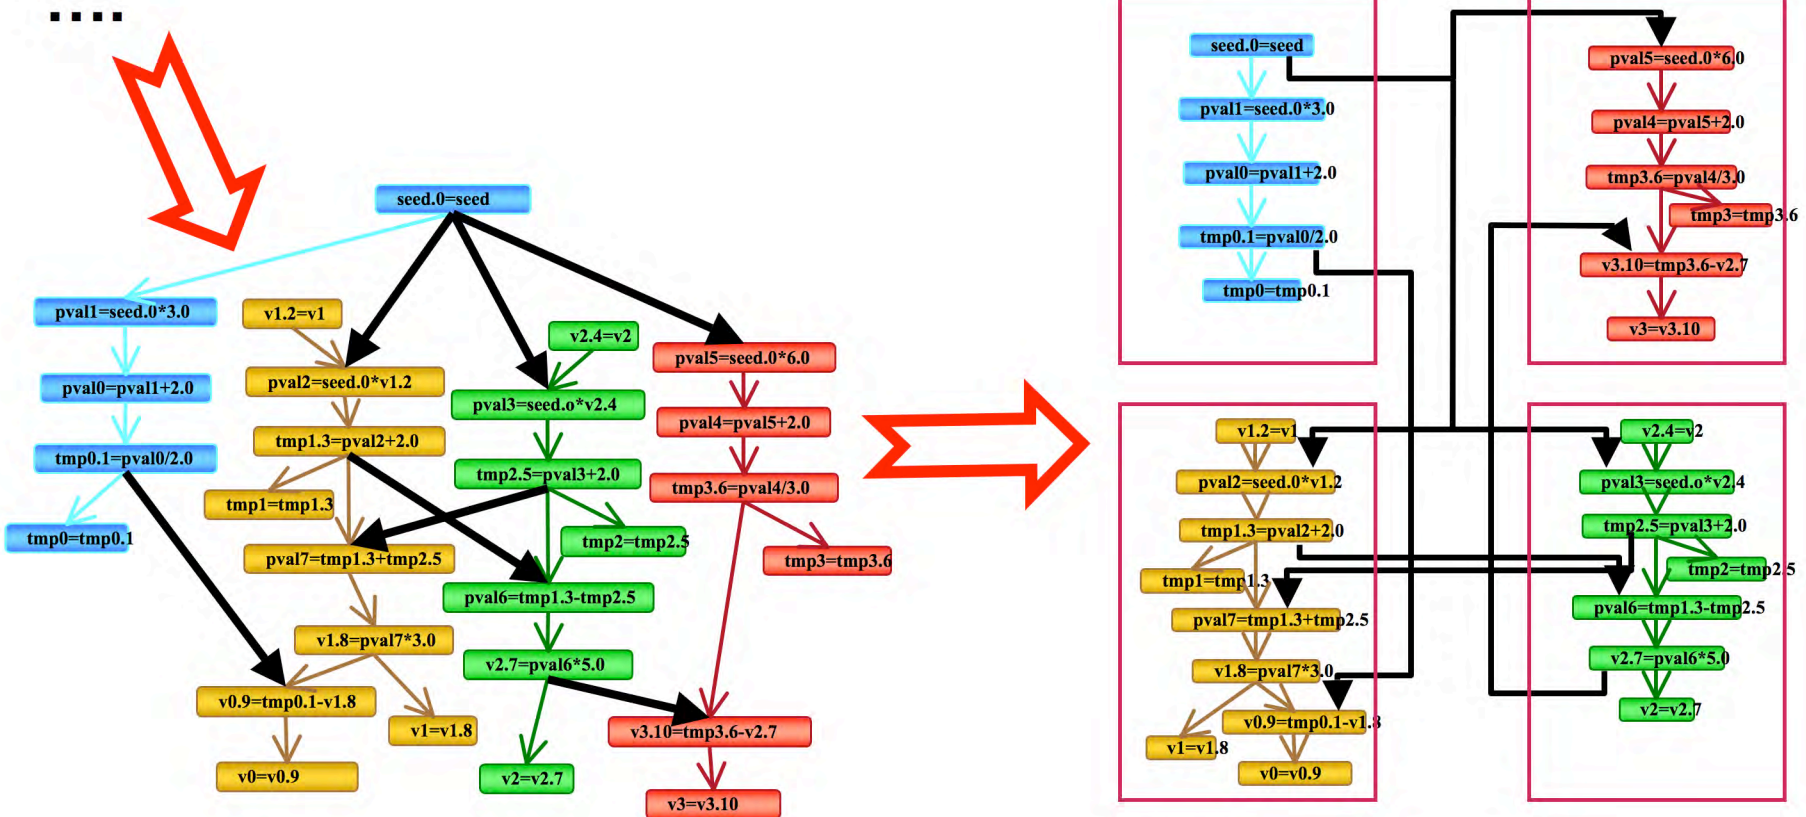 ....
seed.0=seed
pval1=seed.0*3.0
pval0=pval1+2.0
tmp0.1=pval0/2.0
tmp0=tmp0.1
v1.2=v1
pval2=seed.0*v1.2
tmp1.3=pval2+2.0
tmp1=tmp1.3
pval7=tmp1.3+tmp2.5
v1.8=pval7*3.0
v0.9=tmp0.1-v1.8
v1=v1.8
v0=v0.9
v2.4=v2
pval3=seed.o*v2.4
tmp2.5=pval3+2.0
tmp2=tmp2.5
pval6=tmp1.3-tmp2.5
v2.7=pval6*5.0
v2=v2.7
pval5=seed.0*6.0
pval4=pval5+2.0
tmp3.6=pval4/3.0
tmp3=tmp3.6
v3.10=tmp3.6-v2.7
v3=v3.10
seed.0=seed
pval1=seed.0*3.0
pval0=pval1+2.0
tmp0.1=pval0/2.0
tmp0=tmp0.1
pval5=seed.0*6.0
pval4=pval5+2.0
tmp3.6=pval4/3.0
tmp3=tmp3.6
v3.10=tmp3.6-v2.7
v3=v3.10
v1.2=v1
pval2=seed.0*v1.2
tmp1.3=pval2+2.0
tmp1=tmp1.3
pval7=tmp1.3+tmp2.5
v1.8=pval7*3.0
v0.9=tmp0.1-v1.8
v1=v1.8
v0=v0.9
v2.4=v2
pval3=seed.o*v2.4
tmp2.5=pval3+2.0
tmp2=tmp2.5
pval6=tmp1.3-tmp2.5
v2.7=pval6*5.0
v2=v2.7